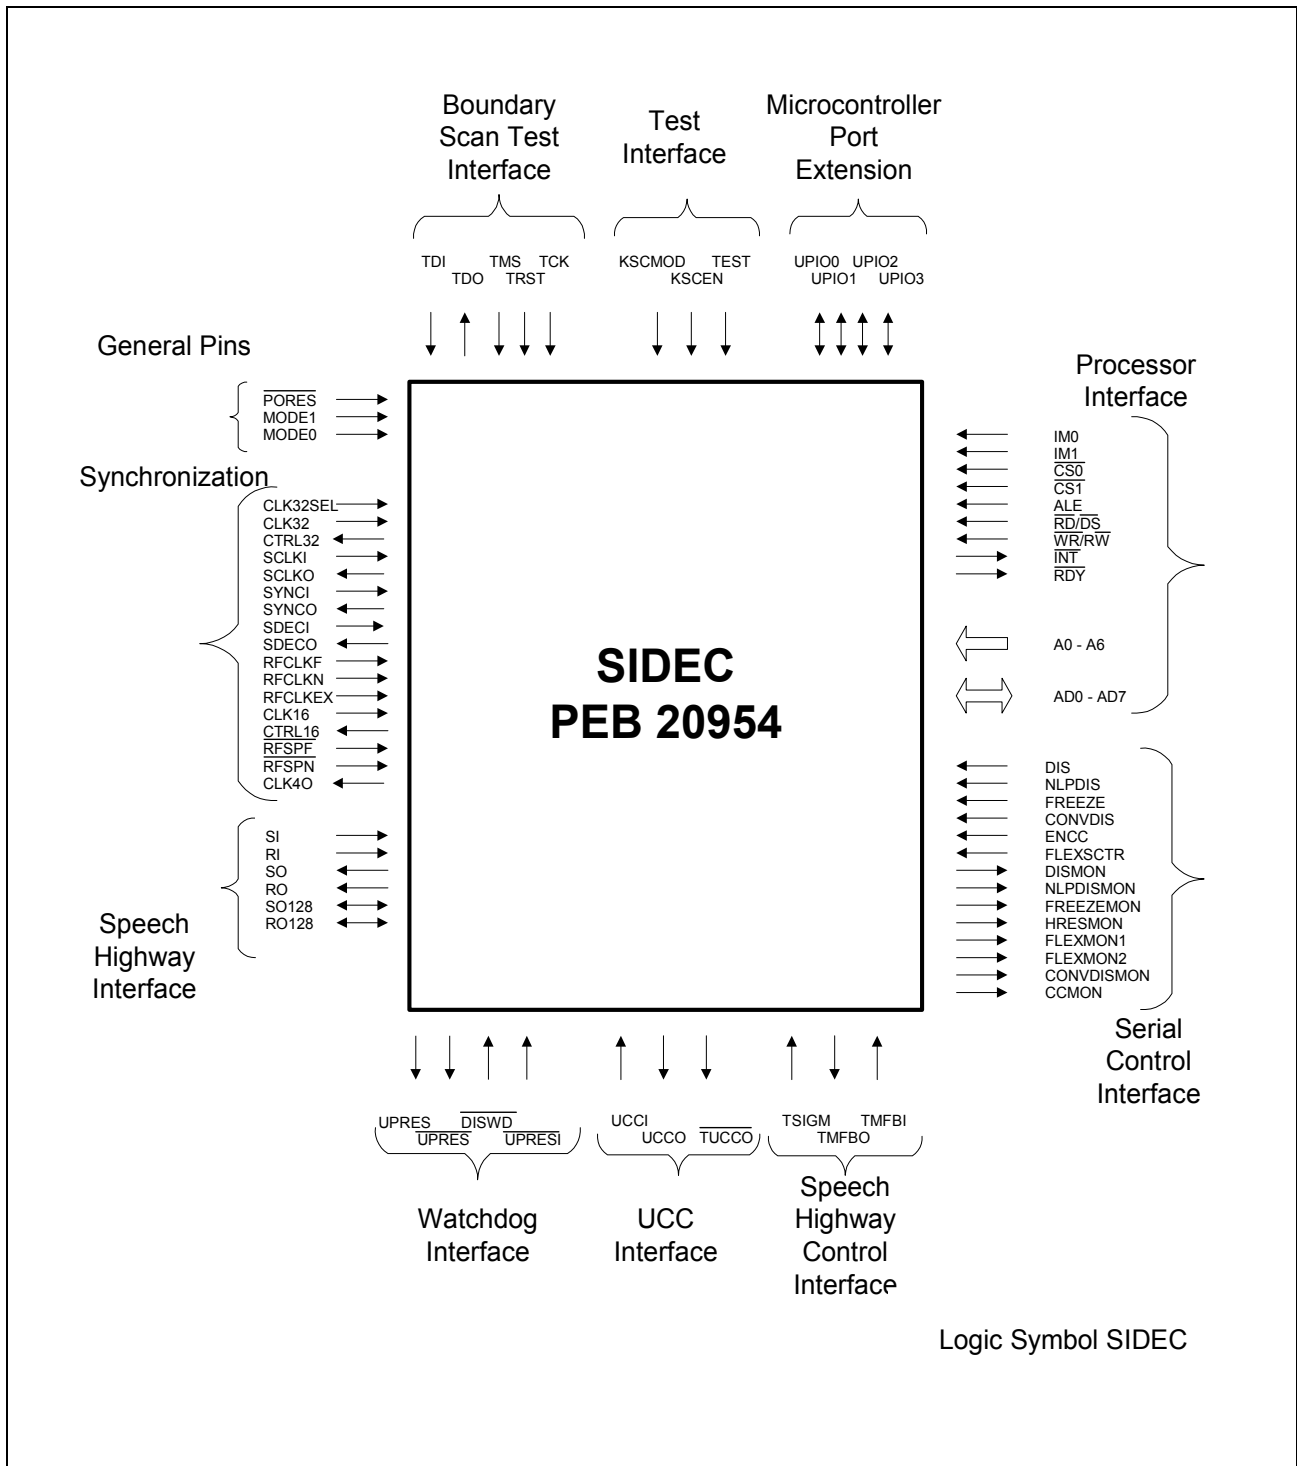 Boundary
Scan Test
Interface
Test
Interface
Microcontroller
Port
Extension
TDI TMS TCK
TDO TRST
KSCMOD TEST
KSCEN
UPIO0 UPIO2
UPIO1 UPIO3
General Pins
PORES
MODE1
MODE0
Synchronization
CLK32SEL
CLK32
CTRL32
SCLKI
SCLKO
SYNCI
SYNCO
SDECI
SDECO
RFCLKF
RFCLKN
RFCLKEX
CLK16
CTRL16
RFSPF
RFSPN
CLK4O
SI
RI
SO
RO
SO128
RO128
Speech
Highway
Interface
SIDEC
PEB 20954
Processor
Interface
IM0
IM1
CS0
CS1
ALE
RD/DS
WR/RW
INT
RDY
A0 - A6
AD0 - AD7
DIS
NLPDIS
FREEZE
CONVDIS
ENCC
FLEXSCTR
DISMON
NLPDISMON
FREEZEMON
HRESMON
FLEXMON1
FLEXMON2
CONVDISMON
CCMON
Serial
Control
Interface
UPRES DISWD
UPRES UPRESI
Watchdog
Interface
UCCI
UCCO TUCCO
UCC
Interface
TSIGM TMFBI
TMFBO
Speech
Highway
Control
Interface
Logic Symbol SIDEC